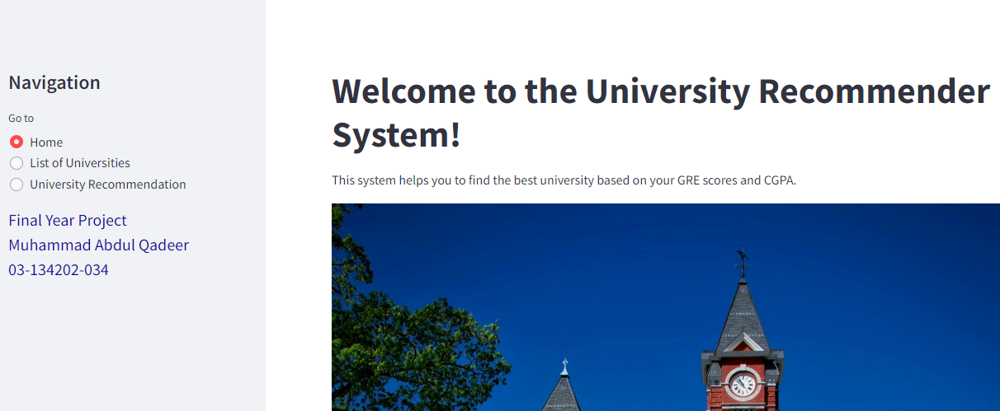 Navigation
Go to
Home
List of Universities
University Recommendation
Final Year Project
Muhammad Abdul Qadeer
03-134202-034
Welcome to the University Recommender
System!
This system helps you to find the best university based on your GRE scores and CGPA.